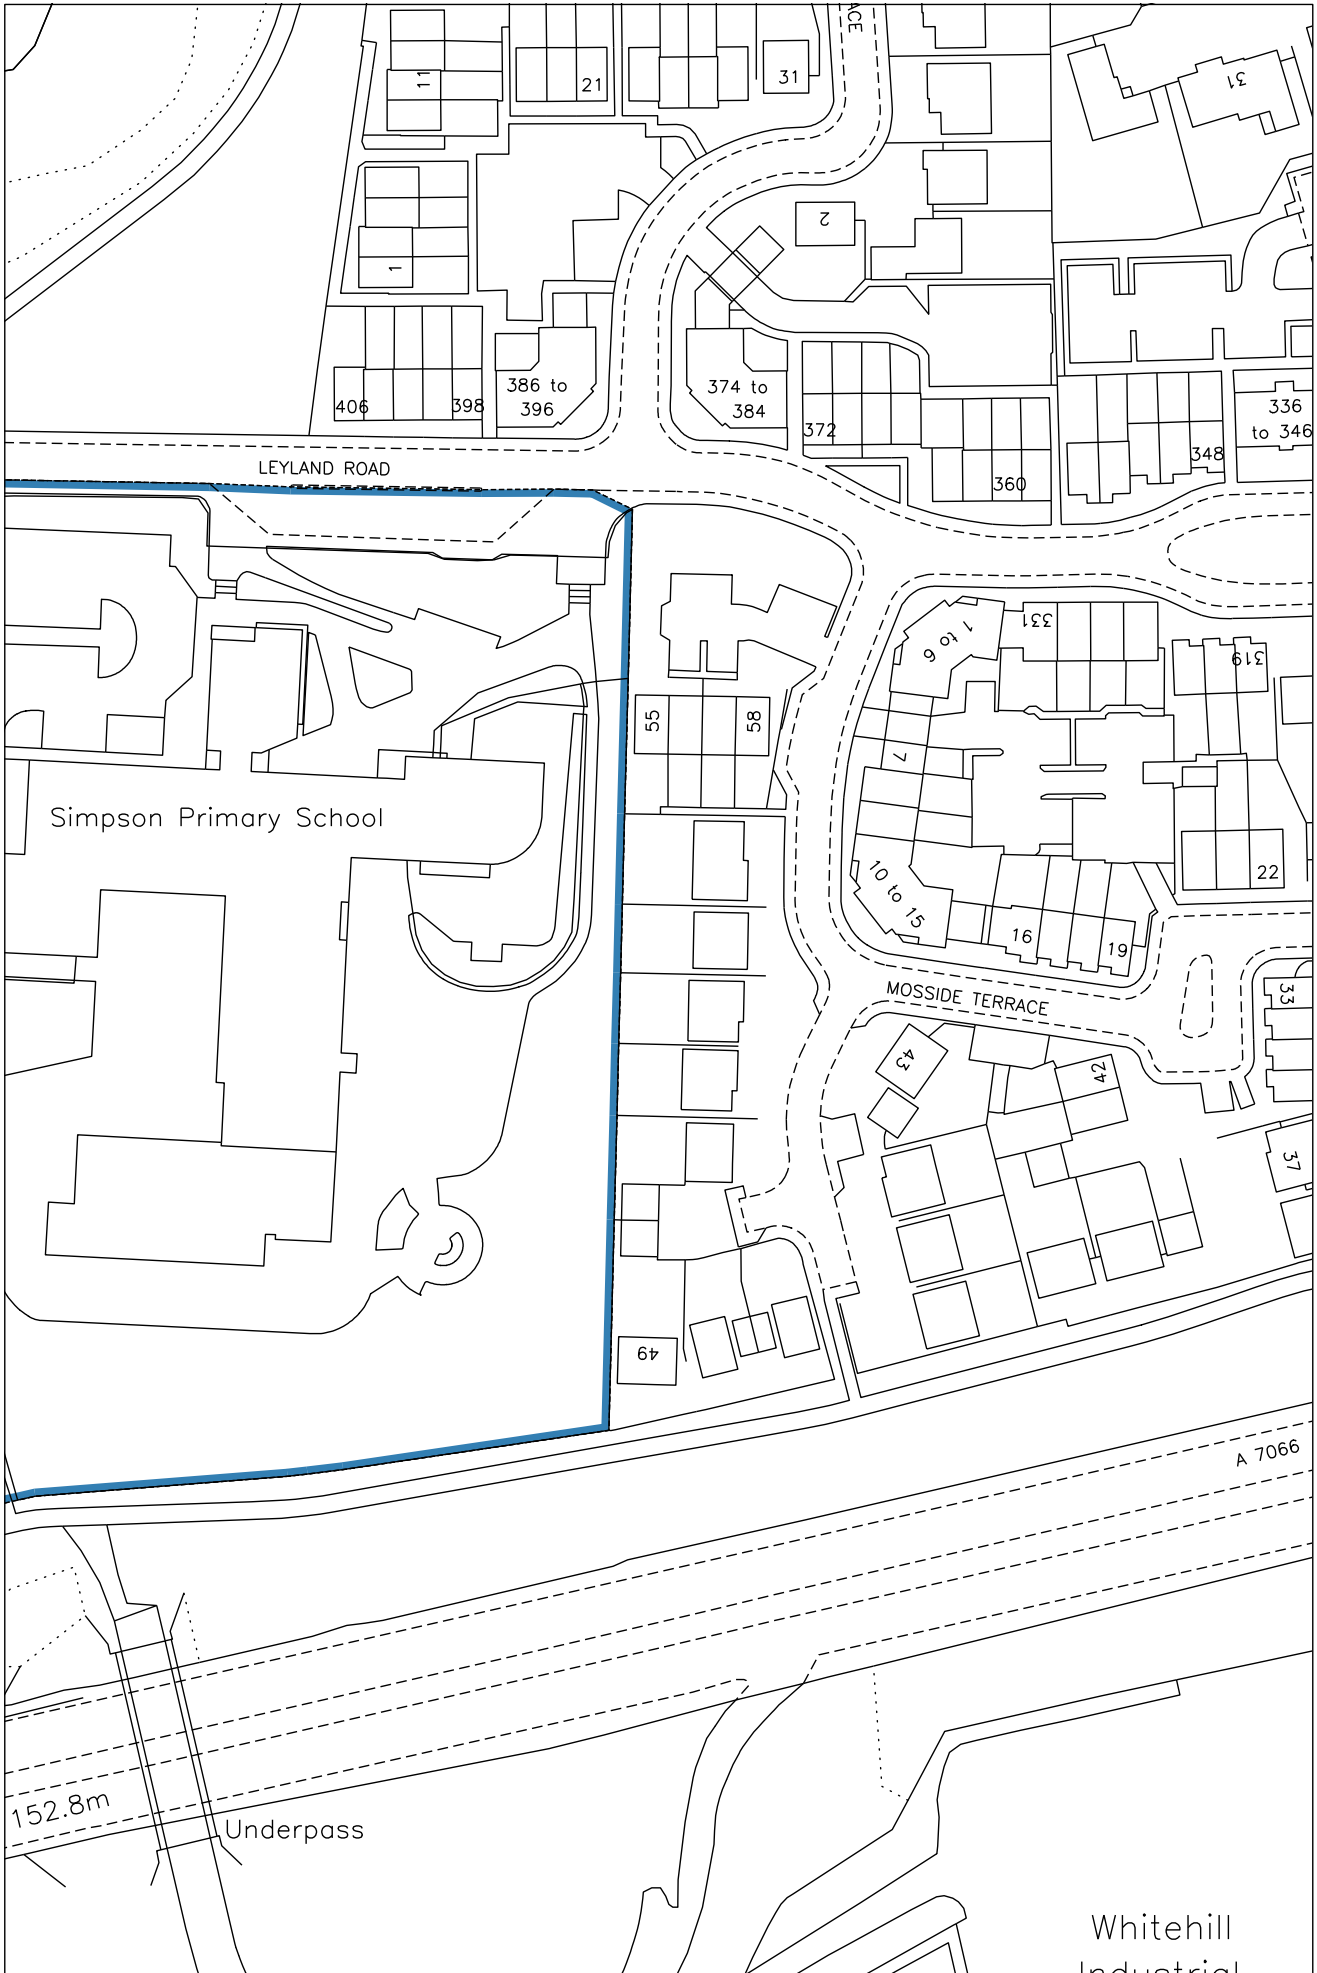 ACE
11
21
31
31
2
1
406
398
386 to
396
374 to
384
372
360
348
336
to 346
LEYLAND ROAD
1 to 6
331
319
55
58
7
Simpson Primary School
10 to 15
22
16
19
MOSSIDE TERRACE
33
43
42
37
49
A 7066
152.8m
Underpass
Whitehill
Industrial